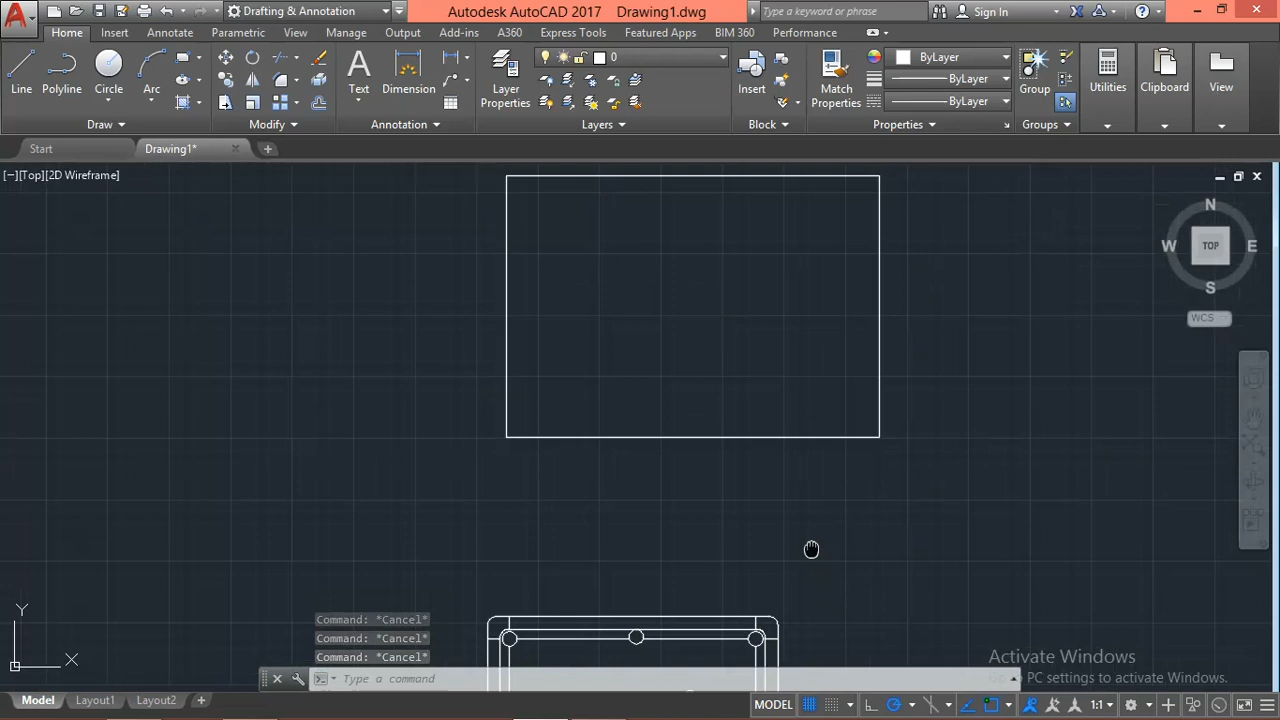 Drafting & Annotation
Autodesk AutoCAD 2017 Drawing1.dwg
Type a keyword or phrase
Sign In
Home Insert Annotate Parametric View Manage Output Add-ins A360 Express Tools Featured Apps BIM 360 Performance
Line Polyline Circle Arc
Text Dimension
Layer Properties
0
Insert
Match Properties
ByLayer
ByLayer
ByLayer
Group
Utilities
Clipboard
View
Draw Modify Annotation Layers Block Properties Groups
Start Drawing1*
[−][Top][2D Wireframe]
N
W TOP E
S
WCS
Y
X
Command: *Cancel*
Command: *Cancel*
Command: *Cancel*
Type a command
Activate Windows
PC settings to activate Windows.
Model Layout1 Layout2
MODEL 1:1